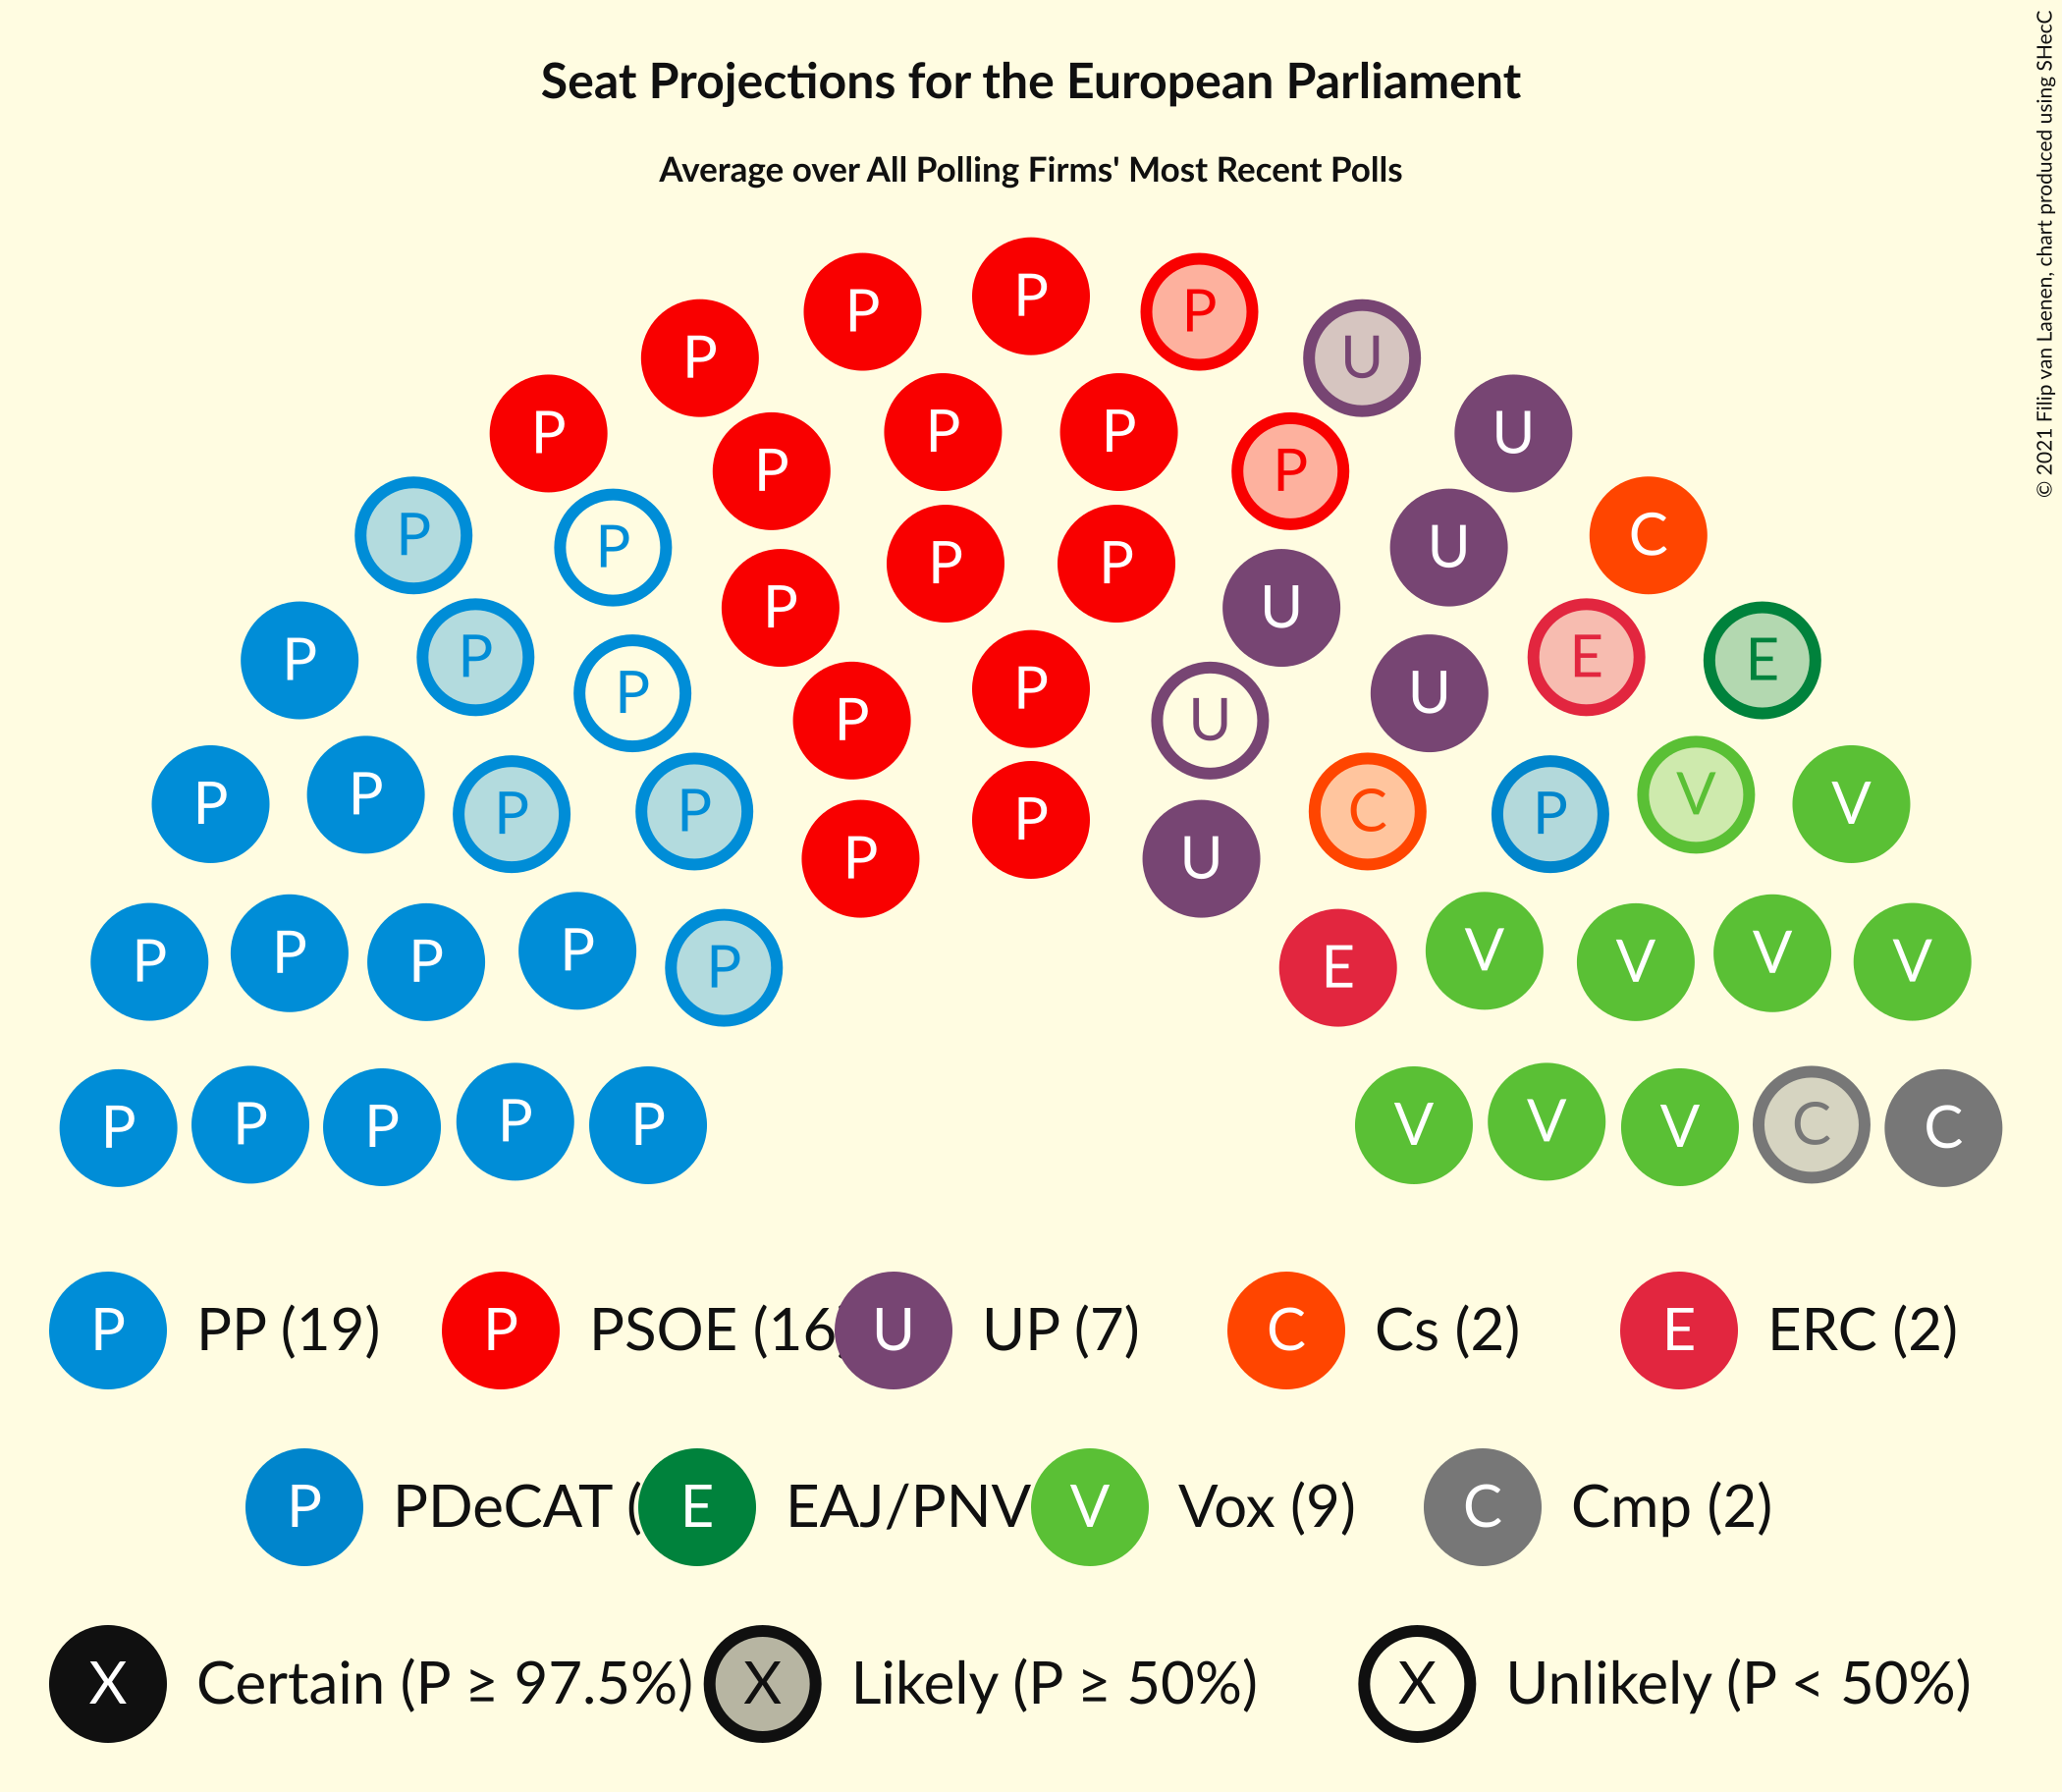 Seat Projections for the European Parliament
Average over All Polling Firms' Most Recent Polls
© 2021 Filip van Laenen, chart produced using SHecC
P
P P
P U
P P P U
P P
P U
P P C
P P U U
P P
P U
P P E E
P P U
P P
P U
P P V V
P P C P
P P
P U
P P P P P
E V V V V
P P P P P
V V V C C
P PP (19) P PSOE (16 U UP (7) C Cs (2) E ERC (2)
P PDeCAT ( E EAJ/PNV V Vox (9) C Cmp (2)
X Certain (P ≥ 97.5%) X Likely (P ≥ 50%) X Unlikely (P < 50%)